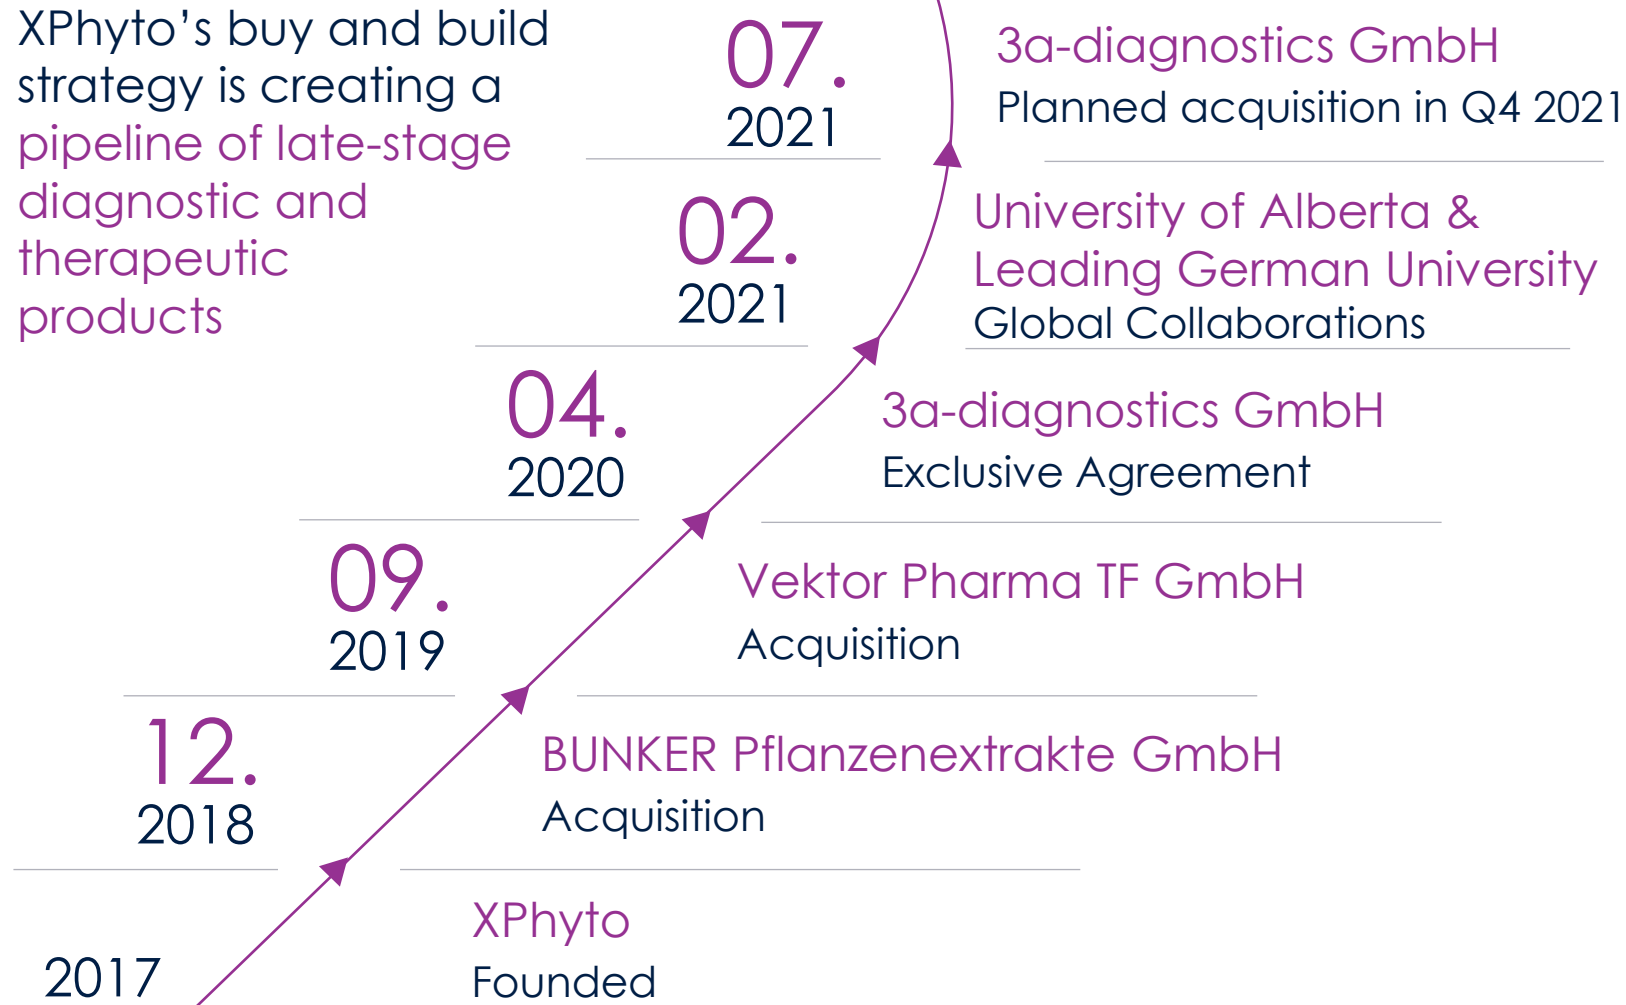 XPhyto’s buy and build
strategy is creating a
pipeline of late-stage
diagnostic and
therapeutic
products
07.
2021
3a-diagnostics GmbH
Planned acquisition in Q4 2021
02.
2021
University of Alberta &
Leading German University
Global Collaborations
04.
2020
3a-diagnostics GmbH
Exclusive Agreement
09.
2019
Vektor Pharma TF GmbH
Acquisition
12.
2018
BUNKER Pflanzenextrakte GmbH
Acquisition
2017
XPhyto
Founded